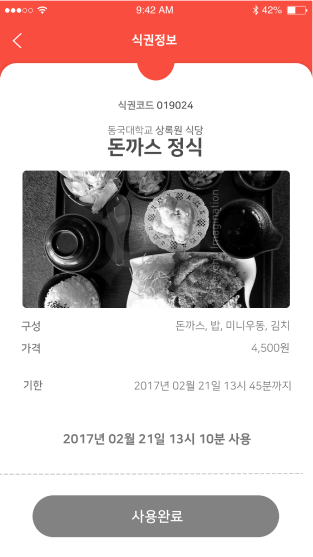 9:42 AM 42%
식권정보
식권코드 019024
동국대학교 상록원 식당
돈까스 정식
Imagination
구성 돈까스, 밥, 미니우동, 김치
가격 4,500원
기한 2017년 02월 21일 13시 45분까지
2017년 02월 21일 13시 10분 사용
사용완료